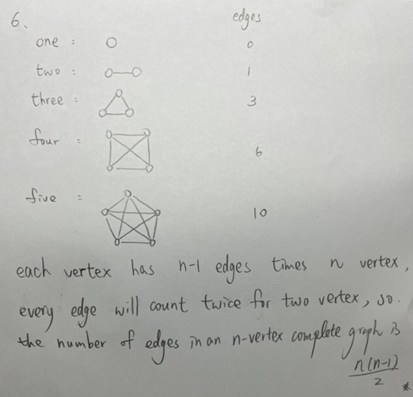 6.
edges
one : 0
two : 1
three : 3
four : 6
five : 10
each vertex has n-1 edges times n vertex,
every edge will count twice for two vertex, so.
the number of edges in an n-vertex complete graph is
n(n-1)/2 *